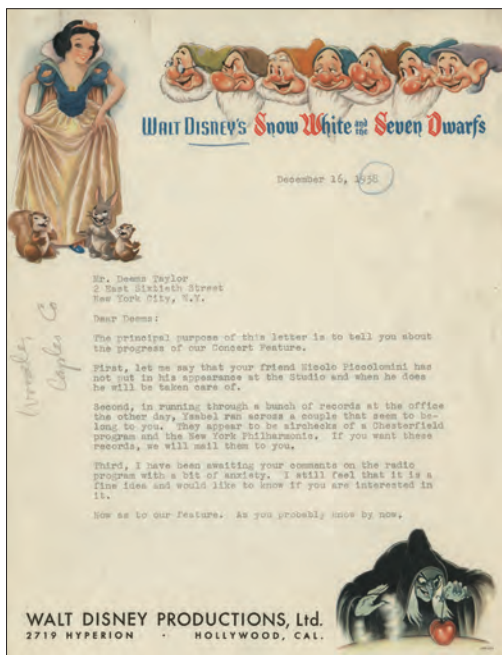 WALT DISNEY'S Snow White and the Seven Dwarfs
December 16, 1938
Mr. Deems Taylor
2 East Sixtieth Street
New York City, N.Y.
Dear Deems:
The principal purpose of this letter is to tell you about
the progress of our Concert Feature.
First, let me say that your friend Nicolo Piccolomini has
not put in his appearance at the Studio and when he does
he will be taken care of.
Second, in running through a bunch of records at the office
the other day, Ysabel ran across a couple that seem to be-
long to you. They appear to be airchecks of a Chesterfield
program and the New York Philharmonic. If you want these
records, we will mail them to you.
Third, I have been awaiting your comments on the radio
program with a bit of anxiety. I still feel that it is a
fine idea and would like to know if you are interested in
it.
Now as to our feature. As you probably know by now,
WALT DISNEY PRODUCTIONS, Ltd.
2719 HYPERION · HOLLYWOOD, CAL.